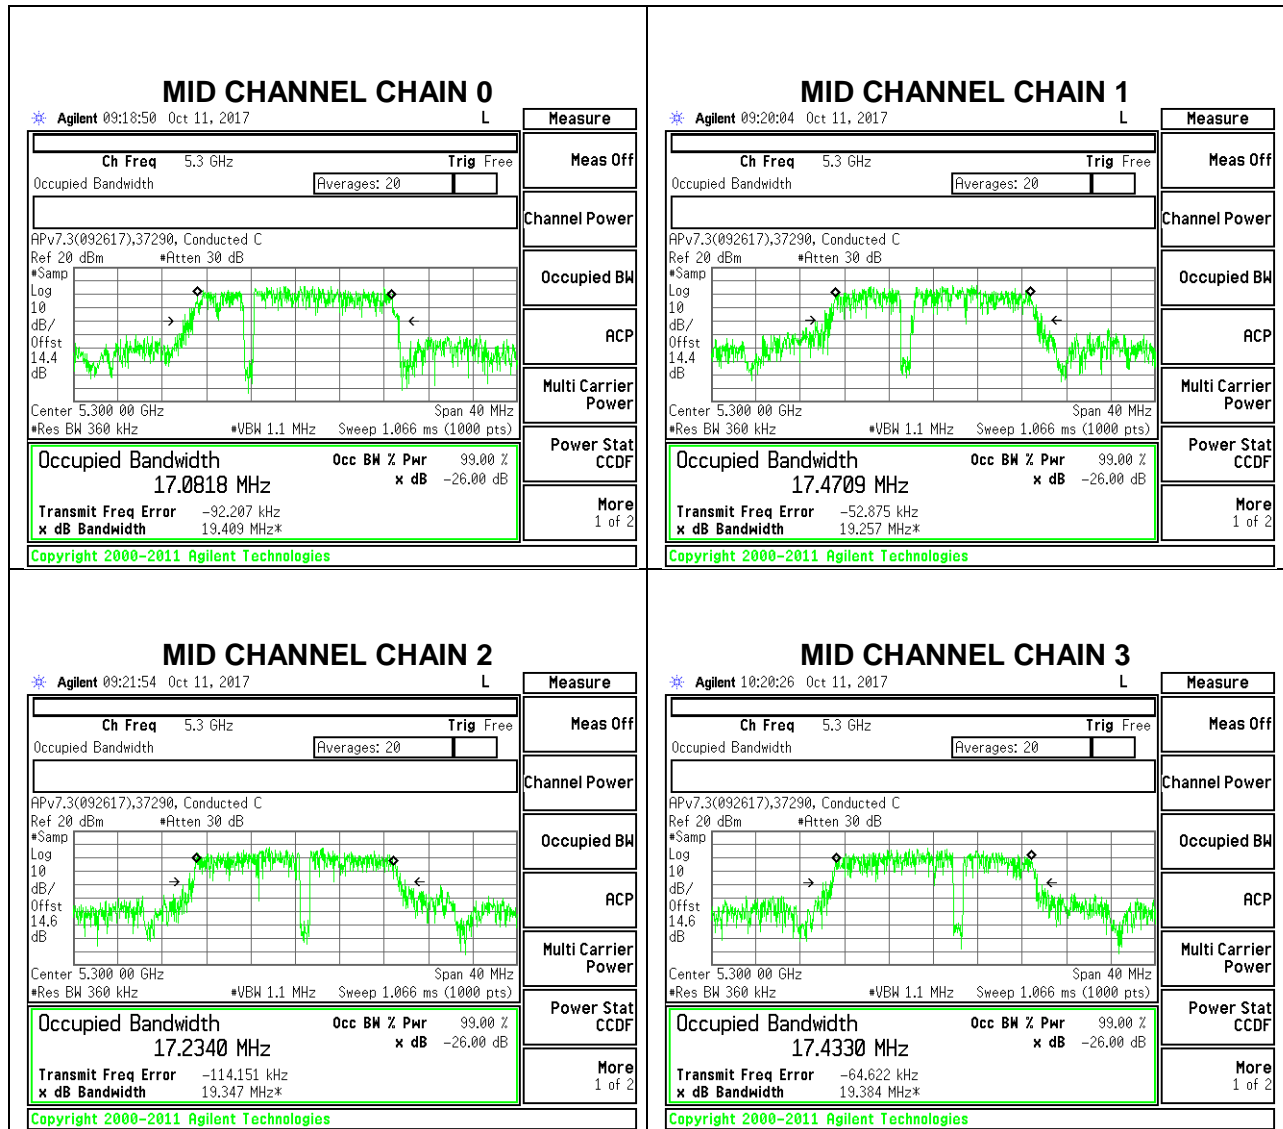 MID CHANNEL CHAIN 0
Agilent 09:18:50 Oct 11, 2017 L Measure
Ch Freq 5.3 GHz Trig Free Meas Off
Occupied Bandwidth Averages: 20
Channel Power
APv7.3(092617),37290, Conducted C
Ref 20 dBm #Atten 30 dB
#Samp Occupied BW
Log
10
dB/ ACP
Offst
14.4
dB Multi Carrier
Power
Center 5.300 00 GHz Span 40 MHz
#Res BW 360 kHz #VBW 1.1 MHz Sweep 1.066 ms (1000 pts)
Power Stat
CCDF
Occupied Bandwidth Occ BW % Pwr 99.00 %
17.0818 MHz x dB -26.00 dB
Transmit Freq Error -92.207 kHz More
x dB Bandwidth 19.409 MHz* 1 of 2
Copyright 2000-2011 Agilent Technologies
MID CHANNEL CHAIN 1
Agilent 09:20:04 Oct 11, 2017 L Measure
Ch Freq 5.3 GHz Trig Free Meas Off
Occupied Bandwidth Averages: 20
Channel Power
APv7.3(092617),37290, Conducted C
Ref 20 dBm #Atten 30 dB
#Samp Occupied BW
Log
10
dB/ ACP
Offst
14.4
dB Multi Carrier
Power
Center 5.300 00 GHz Span 40 MHz
#Res BW 360 kHz #VBW 1.1 MHz Sweep 1.066 ms (1000 pts)
Power Stat
CCDF
Occupied Bandwidth Occ BW % Pwr 99.00 %
17.4709 MHz x dB -26.00 dB
Transmit Freq Error -52.875 kHz More
x dB Bandwidth 19.257 MHz* 1 of 2
Copyright 2000-2011 Agilent Technologies
MID CHANNEL CHAIN 2
Agilent 09:21:54 Oct 11, 2017 L Measure
Ch Freq 5.3 GHz Trig Free Meas Off
Occupied Bandwidth Averages: 20
Channel Power
APv7.3(092617),37290, Conducted C
Ref 20 dBm #Atten 30 dB
#Samp Occupied BW
Log
10
dB/ ACP
Offst
14.6
dB Multi Carrier
Power
Center 5.300 00 GHz Span 40 MHz
#Res BW 360 kHz #VBW 1.1 MHz Sweep 1.066 ms (1000 pts)
Power Stat
CCDF
Occupied Bandwidth Occ BW % Pwr 99.00 %
17.2340 MHz x dB -26.00 dB
Transmit Freq Error -114.151 kHz More
x dB Bandwidth 19.347 MHz* 1 of 2
Copyright 2000-2011 Agilent Technologies
MID CHANNEL CHAIN 3
Agilent 10:20:26 Oct 11, 2017 L Measure
Ch Freq 5.3 GHz Trig Free Meas Off
Occupied Bandwidth Averages: 20
Channel Power
APv7.3(092617),37290, Conducted C
Ref 20 dBm #Atten 30 dB
#Samp Occupied BW
Log
10
dB/ ACP
Offst
14.6
dB Multi Carrier
Power
Center 5.300 00 GHz Span 40 MHz
#Res BW 360 kHz #VBW 1.1 MHz Sweep 1.066 ms (1000 pts)
Power Stat
CCDF
Occupied Bandwidth Occ BW % Pwr 99.00 %
17.4330 MHz x dB -26.00 dB
Transmit Freq Error -64.622 kHz More
x dB Bandwidth 19.384 MHz* 1 of 2
Copyright 2000-2011 Agilent Technologies